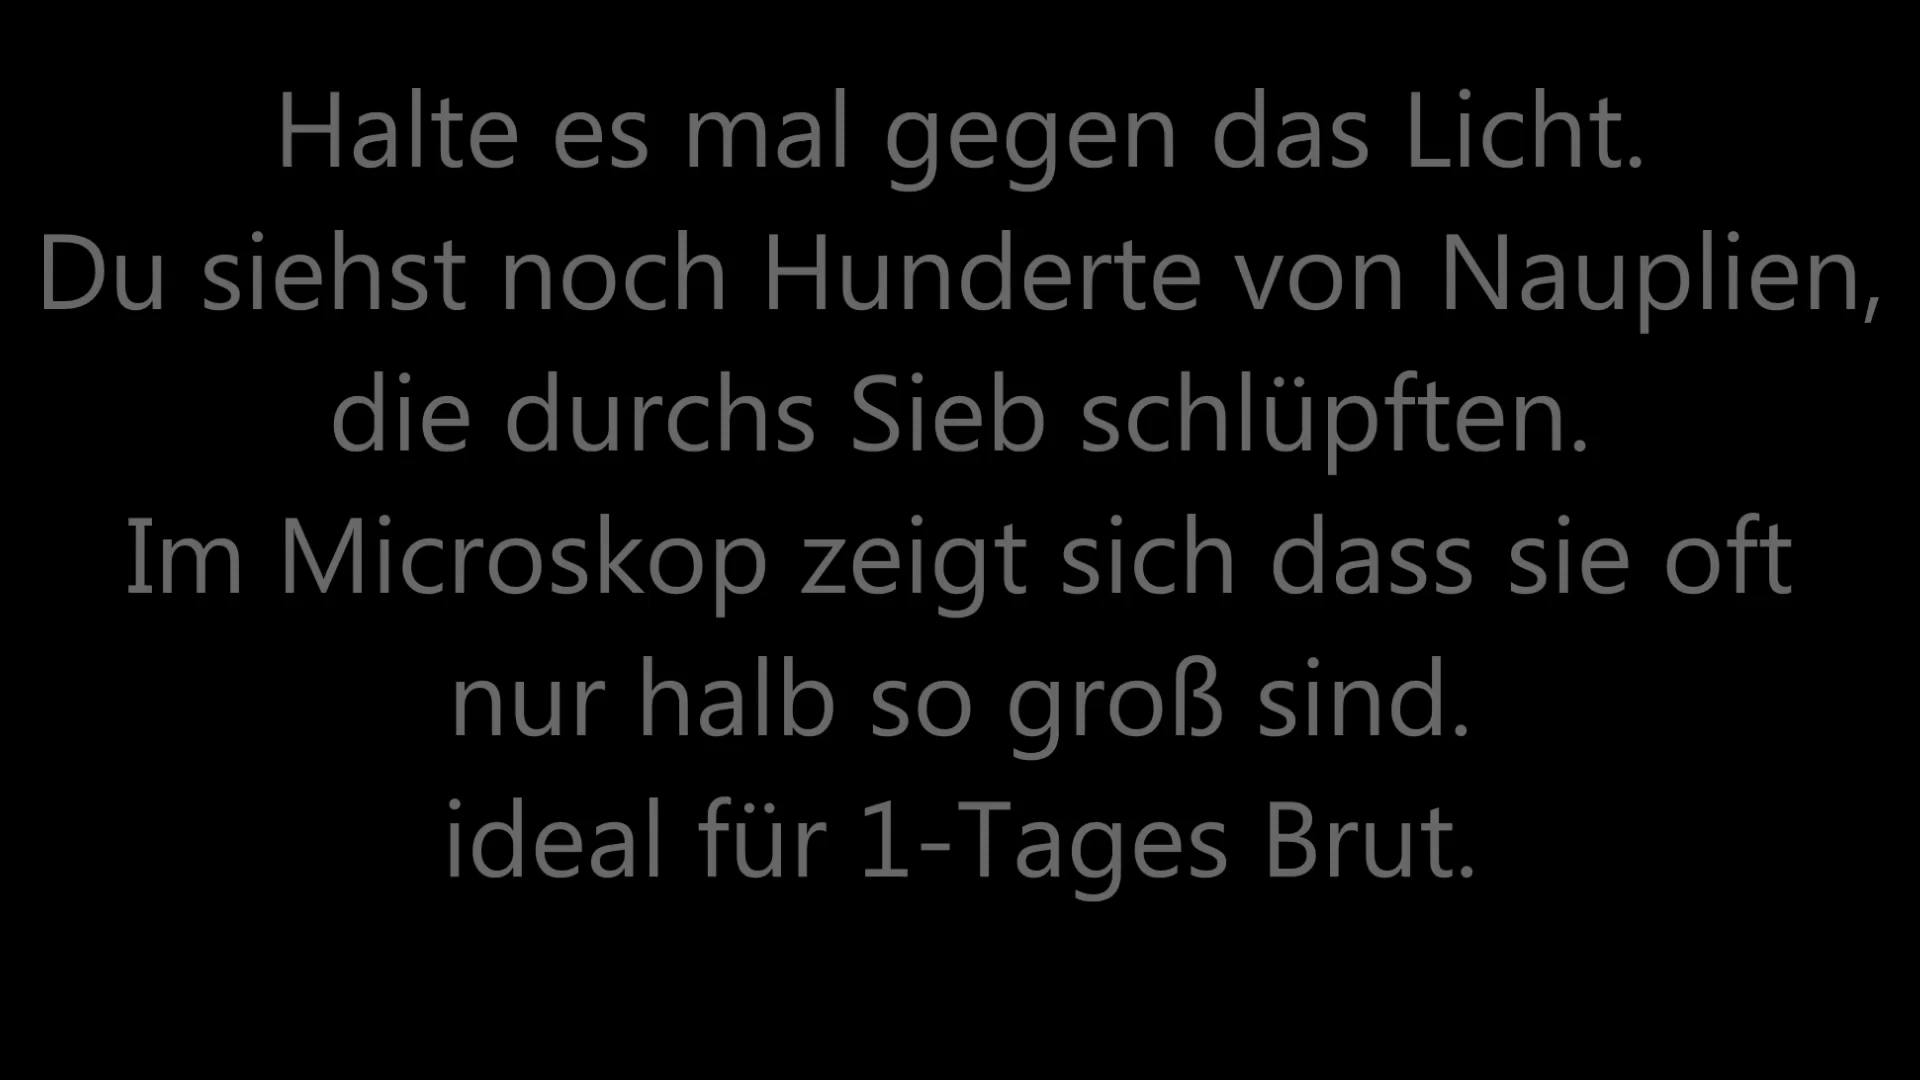 Halte es mal gegen das Licht.
Du siehst noch Hunderte von Nauplien,
die durchs Sieb schlüpften.
Im Microskop zeigt sich dass sie oft
nur halb so groß sind.
ideal für 1-Tages Brut.